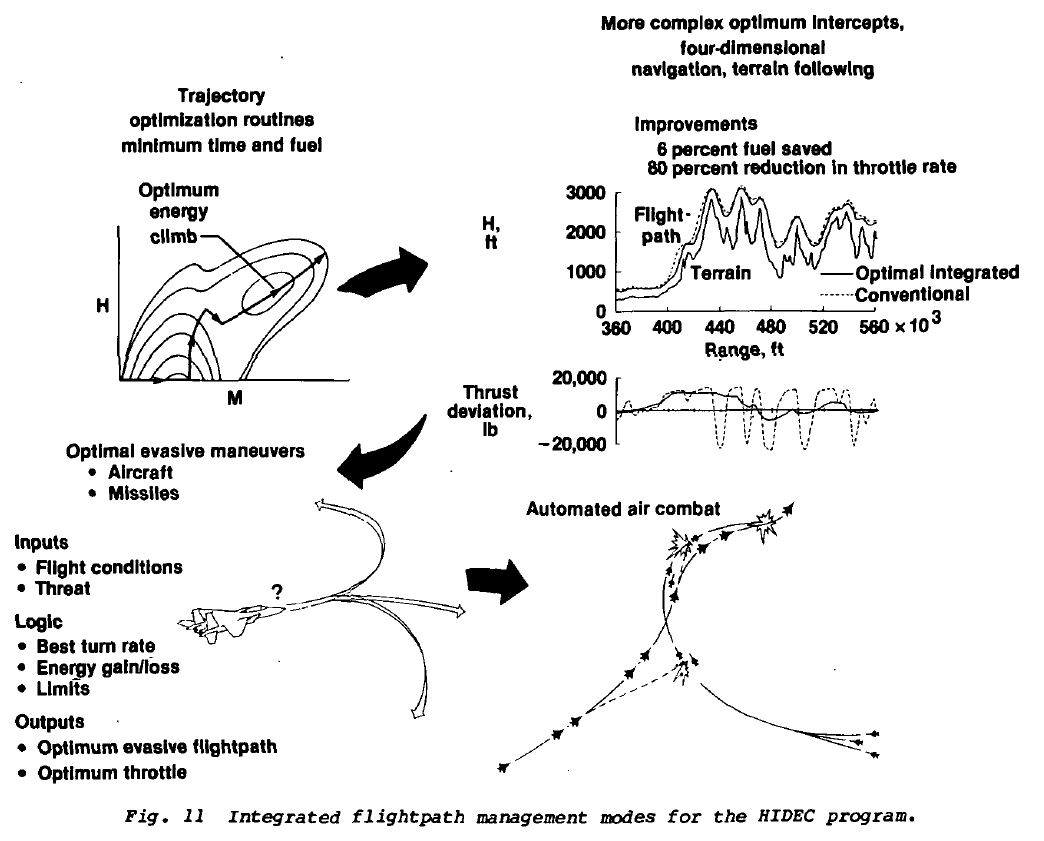 More complex optimum intercepts,
four-dimensional
navigation, terrain following
Trajectory
optimization routines
minimum time and fuel
Optimum
energy
climb
H
M
Improvements
6 percent fuel saved
80 percent reduction in throttle rate
H,
ft
3000
2000
1000
0
Flight-
path
Terrain
Optimal integrated
Conventional
360 400 440 480 520 560 × 10³
Range, ft
Thrust
deviation,
lb
20,000
0
−20,000
Optimal evasive maneuvers
• Aircraft
• Missiles
Inputs
• Flight conditions
• Threat
?
Logic
• Best turn rate
• Energy gain/loss
• Limits
Outputs
• Optimum evasive flightpath
• Optimum throttle
Automated air combat
Fig. 11 Integrated flightpath management modes for the HIDEC program.